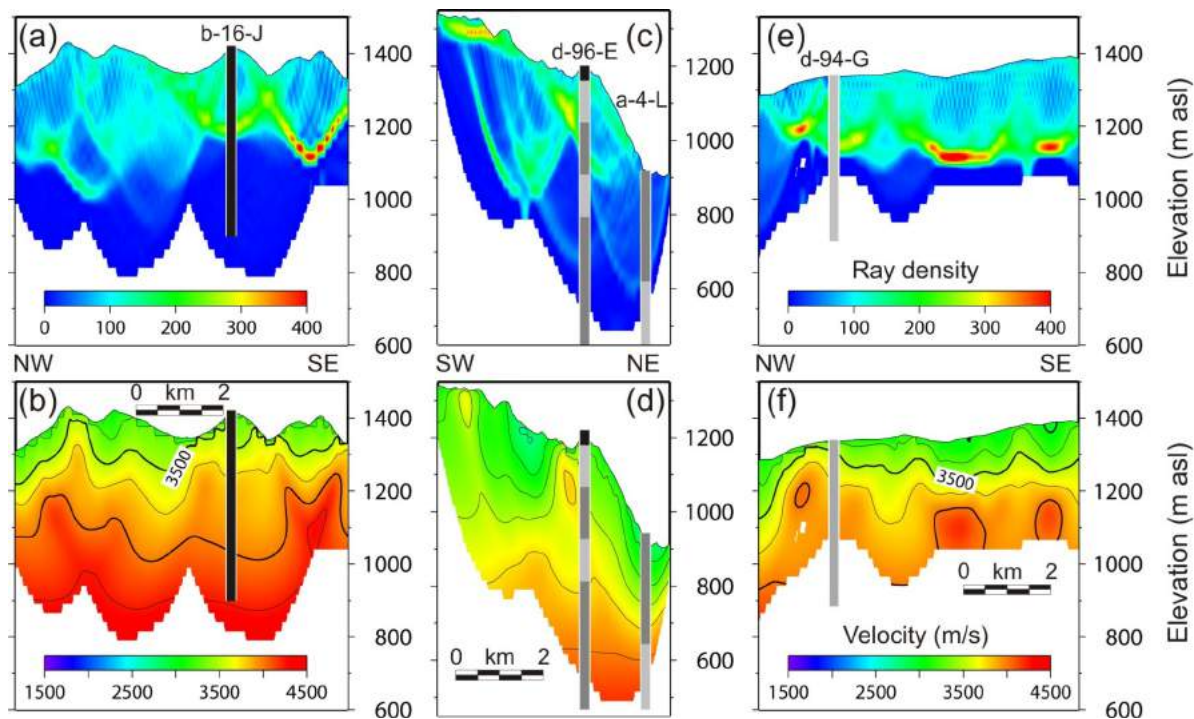 (a)
b-16-J
1400
1200
1000
800
600
0 100 200 300 400
NW SE
(c)
d-96-E
a-4-L
1200
1000
800
600
SW NE
(e)
d-94-G
1400
1200
1000
800
600
Elevation (m asl)
Ray density
0 100 200 300 400
NW SE
(b)
0 km 2
3500
1400
1200
1000
800
600
1500 2500 3500 4500
(d)
1200
1000
800
600
0 km 2
(f)
3500
1400
1200
1000
800
600
Elevation (m asl)
0 km 2
Velocity (m/s)
1500 2500 3500 4500